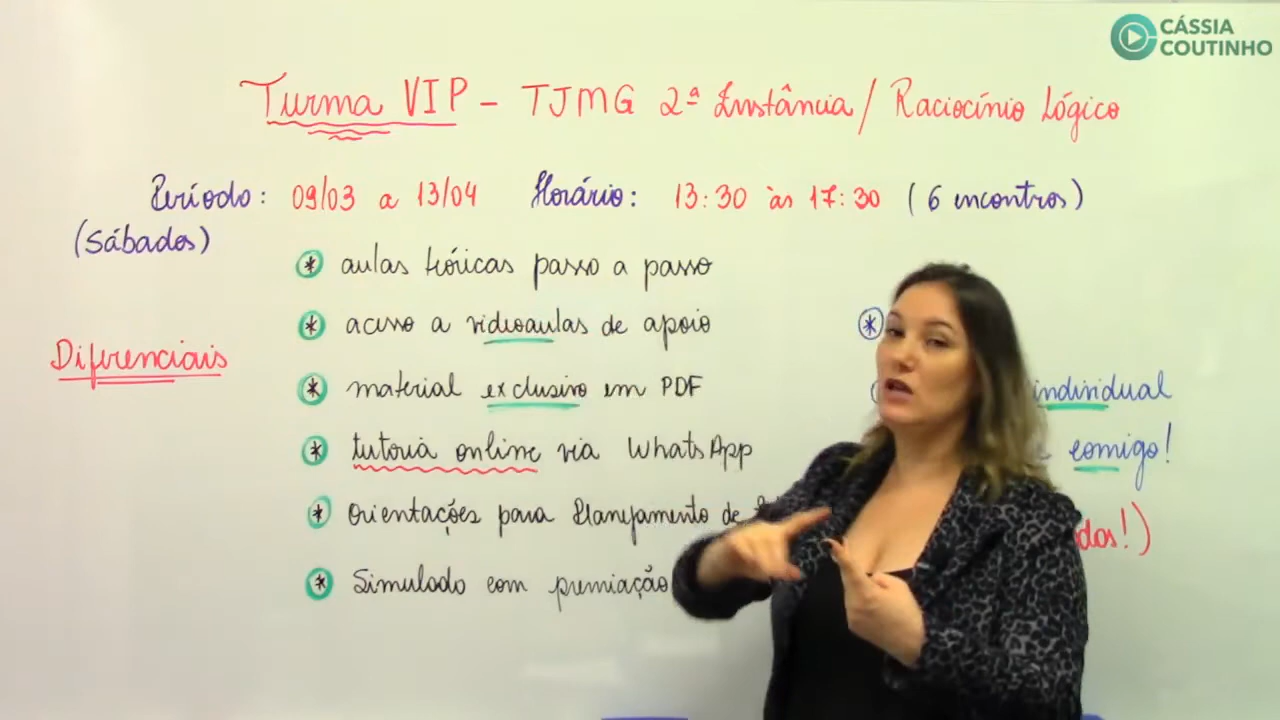 CÁSSIA
COUTINHO
Turma VIP - TJMG 2ª Instância / Raciocínio Lógico
Período: 09/03 a 13/04 Horário: 13:30 às 17:30 (6 encontros)
(Sábados)
* aulas teóricas passo a passo
* acesso a videoaulas de apoio *
Diferenciais
* material exclusivo em PDF individual
* tutoria online via WhatsApp comigo!
* Orientações para Planejamento de
* Simulado com premiação